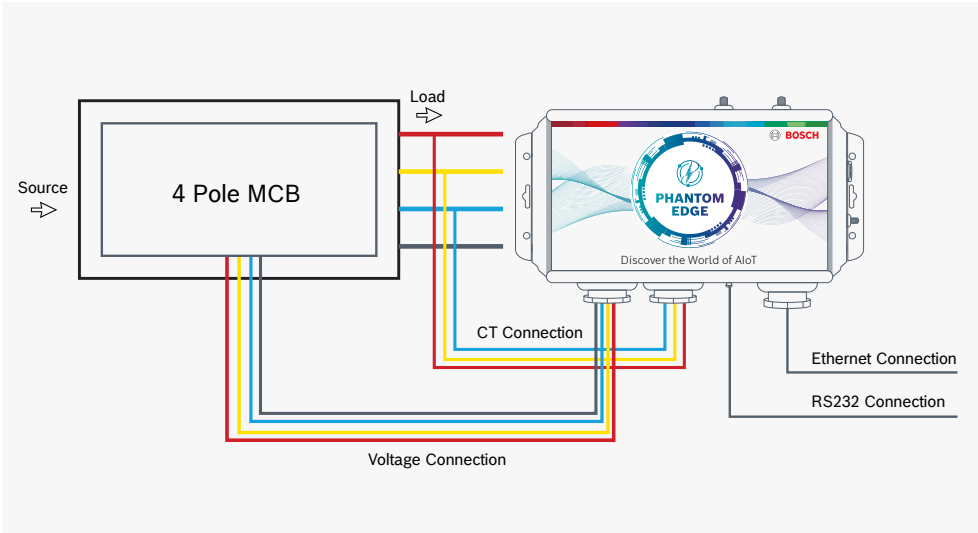 Load
BOSCH
Source
4 Pole MCB
PHANTOM
EDGE
Discover the World of AIoT
CT Connection
Ethernet Connection
RS232 Connection
Voltage Connection